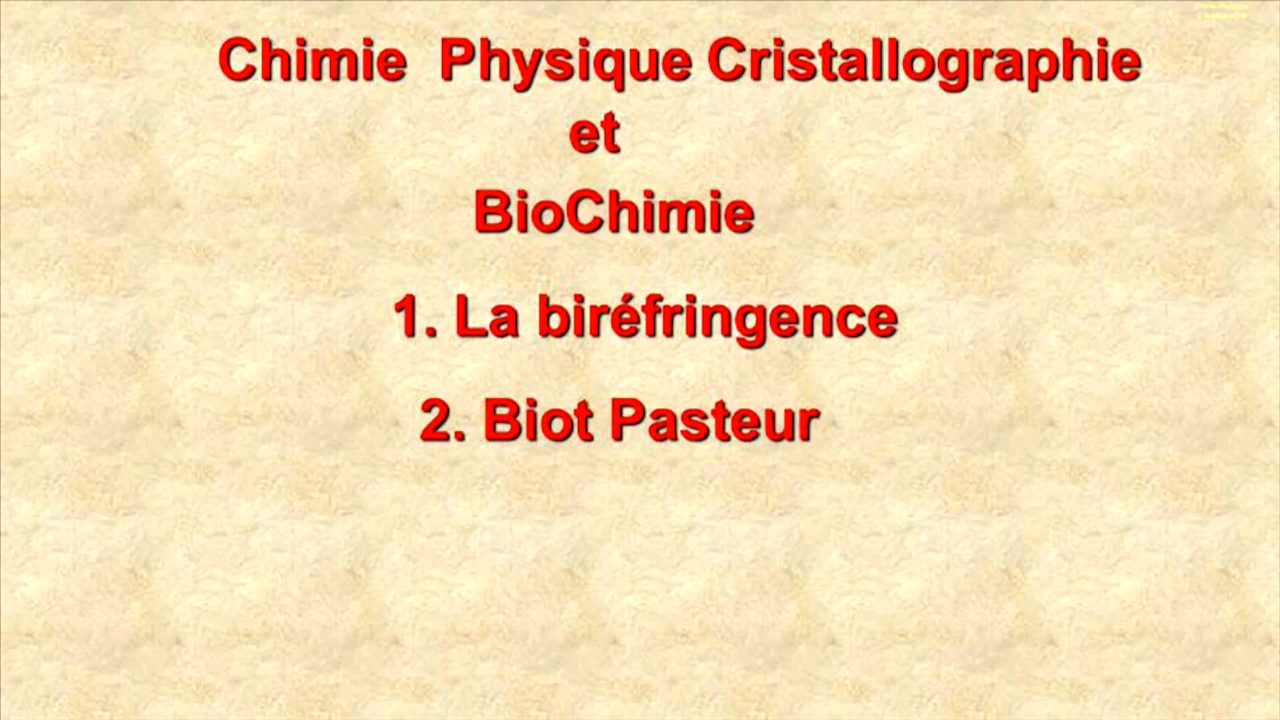 Chimie Physique Cristallographie
et
BioChimie
1. La biréfringence
2. Biot Pasteur